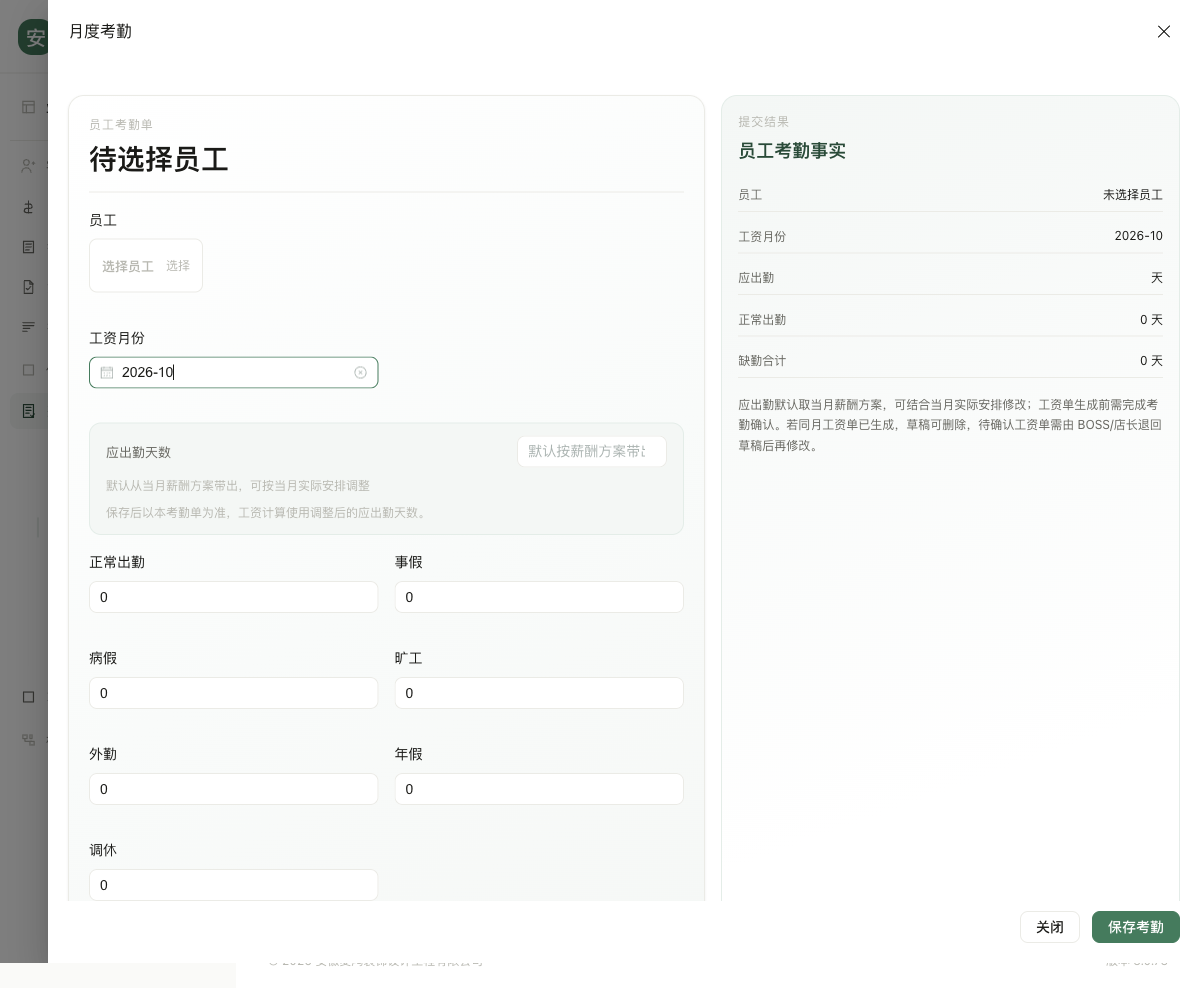 安
月度考勤
员工考勤单
待选择员工
员工
选择员工 选择
工资月份
2026-10
应出勤天数
默认按薪酬方案带
默认从当月薪酬方案带出，可按当月实际安排调整
保存后以本考勤单为准，工资计算使用调整后的应出勤天数。
正常出勤
0
事假
0
病假
0
旷工
0
外勤
0
年假
0
调休
0
提交结果
员工考勤事实
员工 未选择员工
工资月份 2026-10
应出勤 天
正常出勤 0 天
缺勤合计 0 天
应出勤默认取当月薪酬方案，可结合当月实际安排修改；工资单生成前需完成考
勤确认。若同月工资单已生成，草稿可删除，待确认工资单需由 BOSS/店长退回
草稿后再修改。
关闭
保存考勤